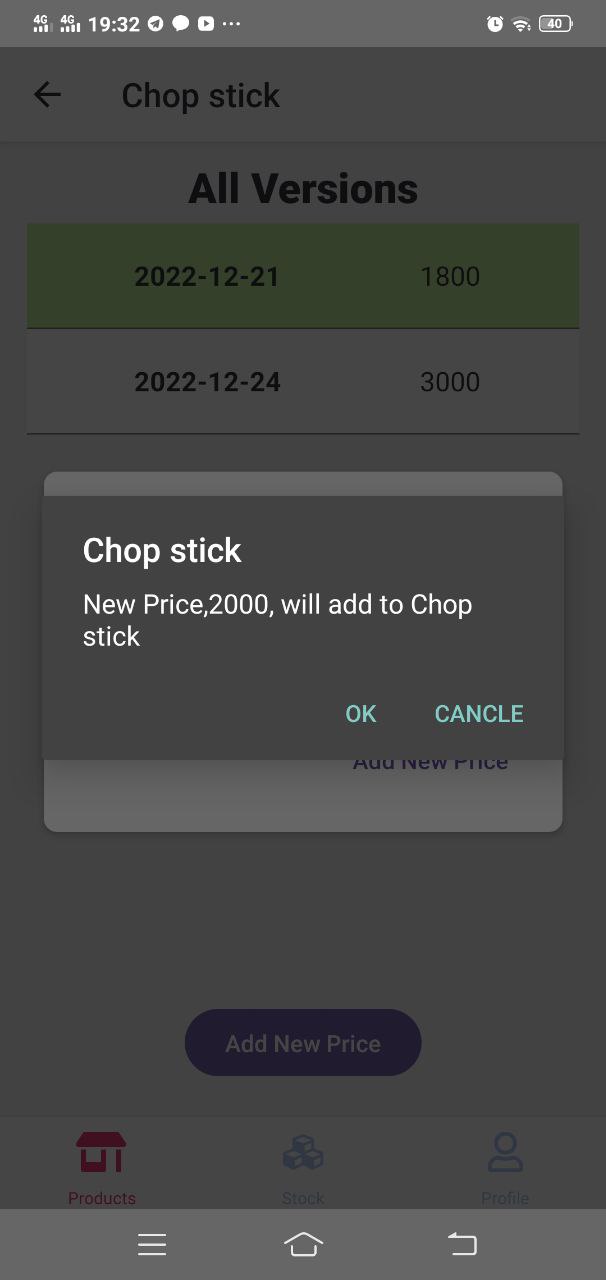 4G 4G 19:32 ... 40
Chop stick
All Versions
2022-12-21 1800
2022-12-24 3000
Chop stick
New Price,2000, will add to Chop
stick
OK CANCLE
Add New Price
Add New Price
Products Stock Profile